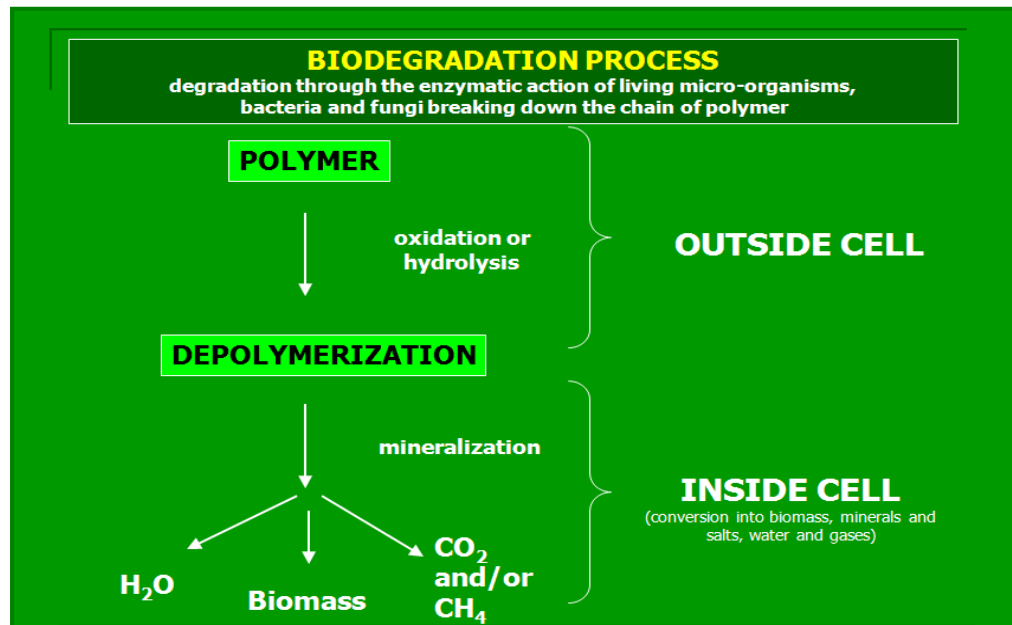 BIODEGRADATION PROCESS
degradation through the enzymatic action of living micro-organisms,
bacteria and fungi breaking down the chain of polymer
POLYMER
oxidation or
hydrolysis
OUTSIDE CELL
DEPOLYMERIZATION
mineralization
INSIDE CELL
(conversion into biomass, minerals and
salts, water and gases)
H₂O
Biomass
CO₂
and/or
CH₄